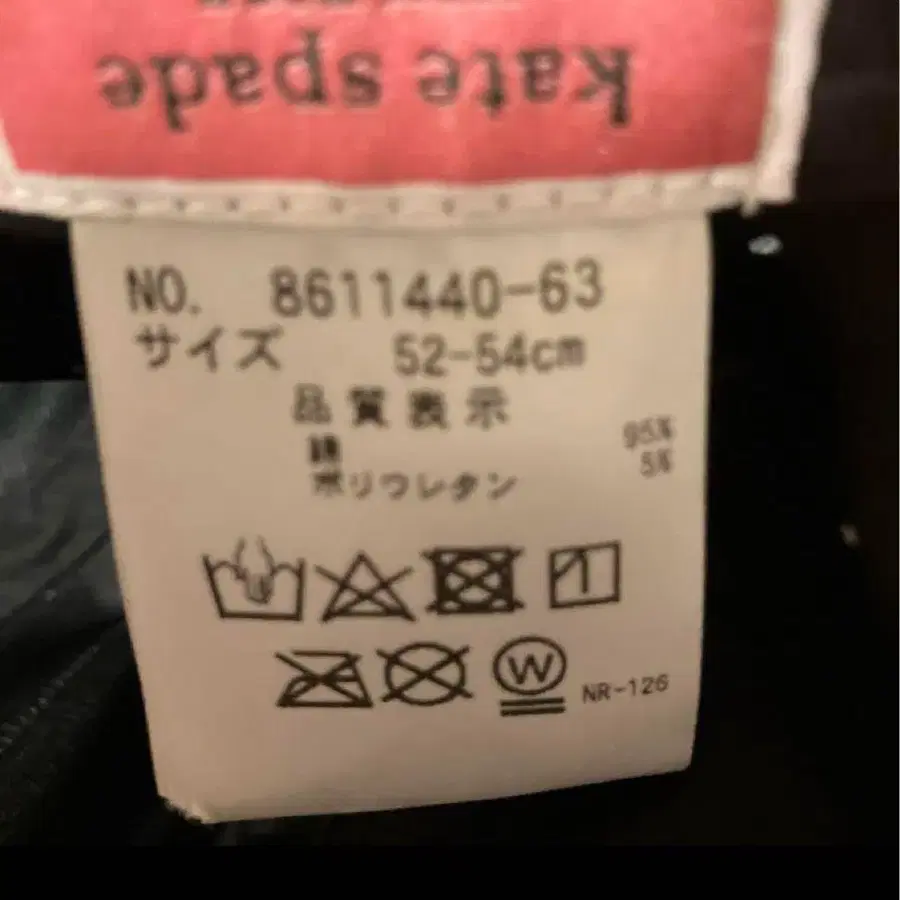 kate spade
NO. 8611440-63
サイズ 52-54cm
品質表示
綿 95%
ポリウレタン 5%
W NR-126